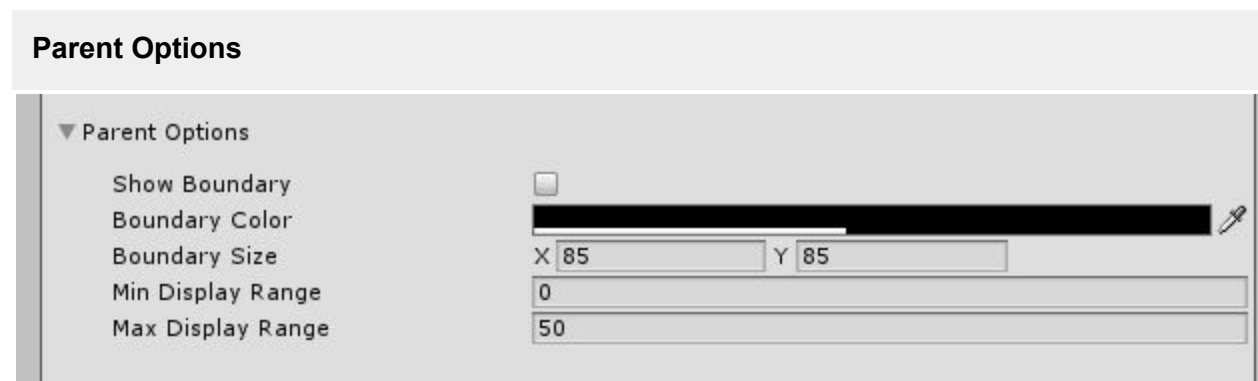 Parent Options
Parent Options
Show Boundary
Boundary Color
Boundary Size X 85 Y 85
Min Display Range 0
Max Display Range 50